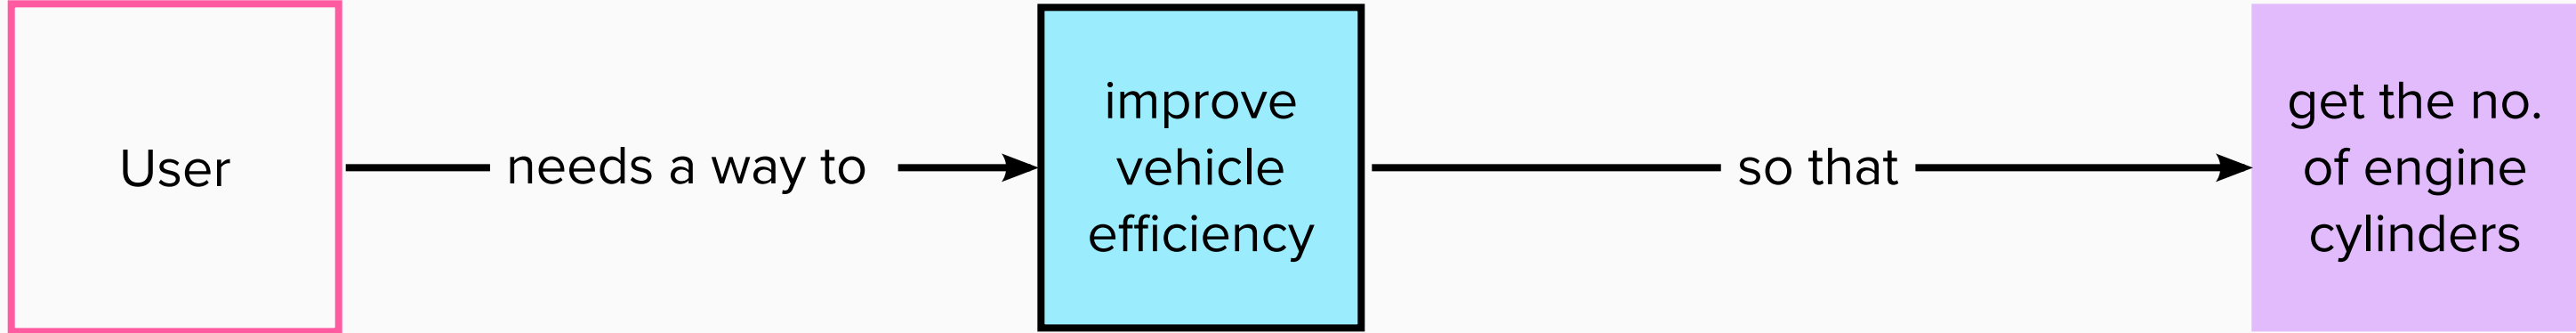 User
needs a way to
improve
vehicle
efficiency
so that
get the no.
of engine
cylinders